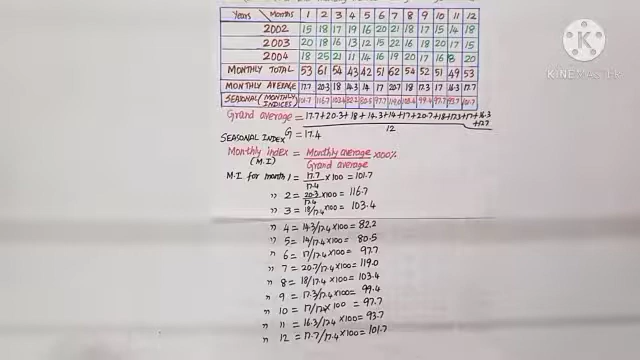 Years Months 1 2 3 4 5 6 7 8 9 10 11 12
2002 15 18 17 19 16 20 21 18 17 15 14 18
2003 20 18 16 13 12 15 22 16 18 20 17 15
2004 18 25 21 11 14 16 19 20 17 16 18 20
MONTHLY TOTAL 53 61 54 43 42 51 62 54 52 51 49 53
MONTHLY AVERAGE 17.7 20.3 18 14.3 14 17 20.7 18 17.3 17 16.3 17.7
SEASONAL (MONTHLY INDICES) 101.7 116.7 103.4 82.2 80.5 97.7 119.0 103.4 99.4 97.7 93.7 101.7
Grand average = 17.7+20.3+18+14.3+14+17+20.7+18+17.3+17+16.3+17.7
12
SEASONAL INDEX G = 17.4
Monthly index = Monthly average ×100%
(M.I) Grand average
M.I for month 1 = 17.7/17.4 ×100 = 101.7
" 2 = 20.3/17.4 ×100 = 116.7
" 3 = 18/17.4 ×100 = 103.4
" 4 = 14.3/17.4 ×100 = 82.2
" 5 = 14/17.4 ×100 = 80.5
" 6 = 17/17.4 ×100 = 97.7
" 7 = 20.7/17.4 ×100 = 119.0
" 8 = 18/17.4 ×100 = 103.4
" 9 = 17.3/17.4 ×100 = 99.4
" 10 = 17/17.4 ×100 = 97.7
" 11 = 16.3/17.4 ×100 = 93.7
" 12 = 17.7/17.4 ×100 = 101.7
KINEMASTER